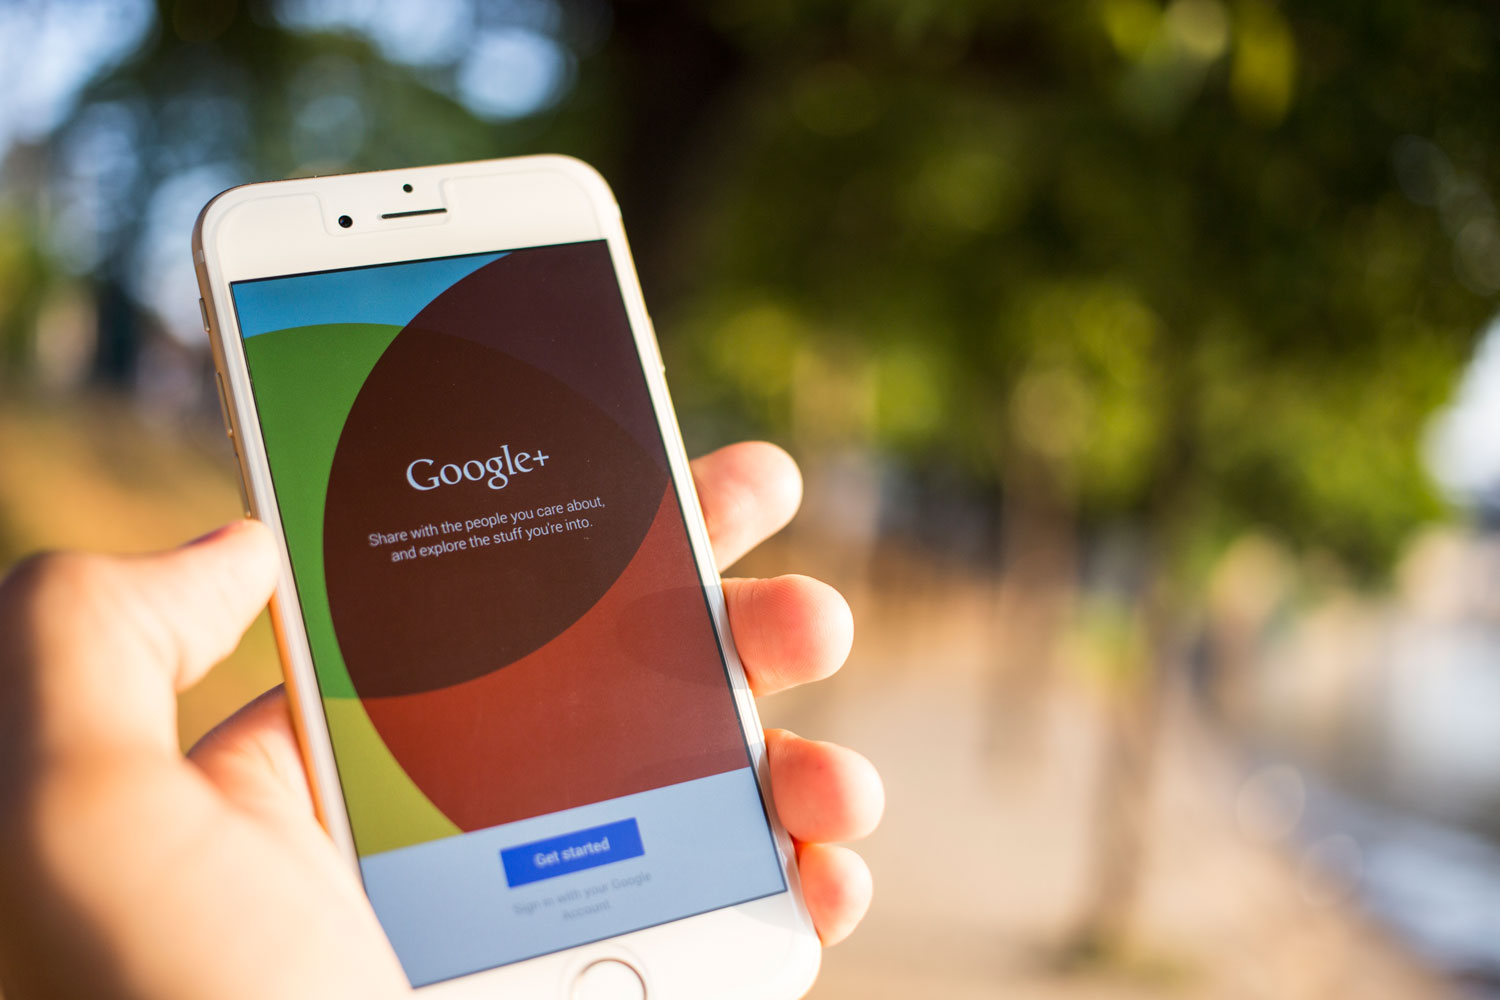 Google+
Share with the people you care about,
and explore the stuff you're into.
Get started
Sign in with your Google
Account.